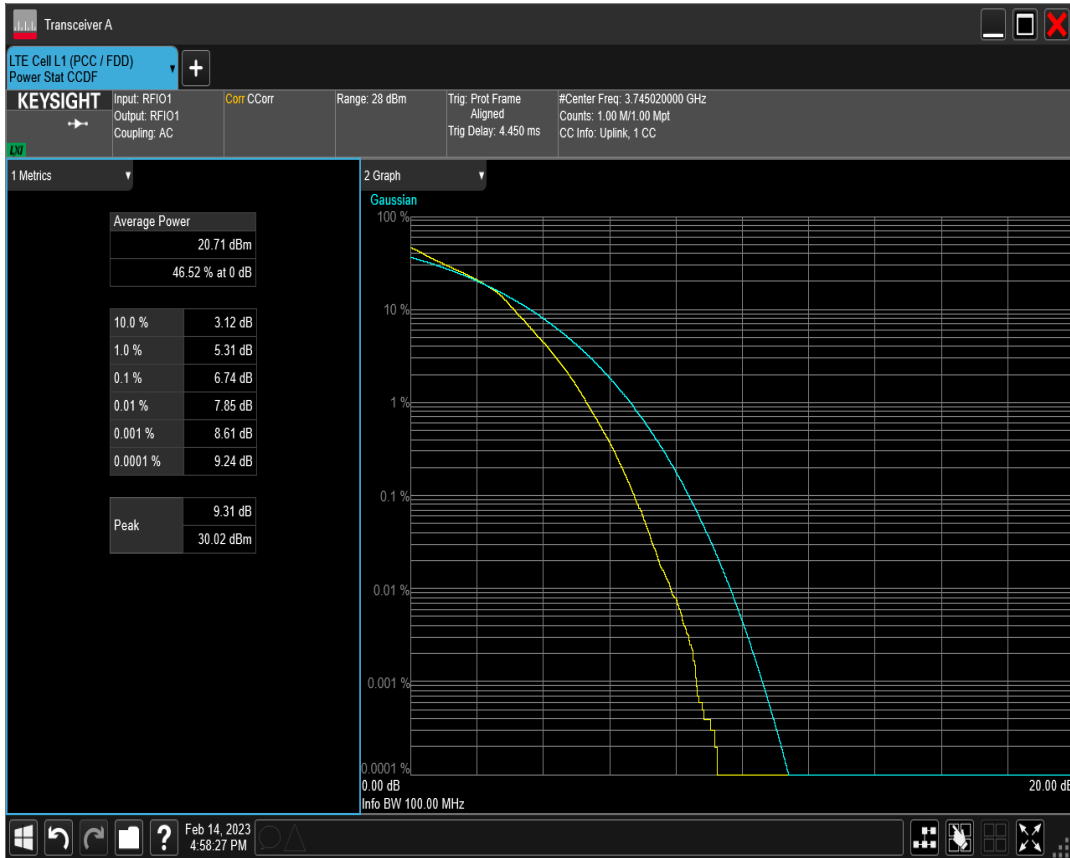 Transceiver A
LTE Cell L1 (PCC / FDD)
Power Stat CCDF
KEYSIGHT
LXI
Input: RFIO1
Output: RFIO1
Coupling: AC
Corr CCorr
Range: 28 dBm
Trig: Prot Frame
Aligned
Trig Delay: 4.450 ms
#Center Freq: 3.745020000 GHz
Counts: 1.00 M/1.00 Mpt
CC Info: Uplink, 1 CC
1 Metrics
Average Power
20.71 dBm
46.52 % at 0 dB
10.0 % 3.12 dB
1.0 % 5.31 dB
0.1 % 6.74 dB
0.01 % 7.85 dB
0.001 % 8.61 dB
0.0001 % 9.24 dB
Peak
9.31 dB
30.02 dBm
2 Graph
Gaussian
100 %
10 %
1 %
0.1 %
0.01 %
0.001 %
0.0001 %
0.00 dB 20.00 dB
Info BW 100.00 MHz
? Feb 14, 2023
4:58:27 PM